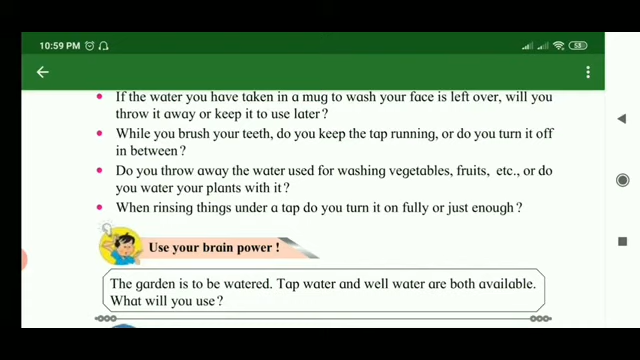 10:59 PM
58
If the water you have taken in a mug to wash your face is left over, will you
throw it away or keep it to use later?
While you brush your teeth, do you keep the tap running, or do you turn it off
in between?
Do you throw away the water used for washing vegetables, fruits, etc., or do
you water your plants with it?
When rinsing things under a tap do you turn it on fully or just enough?
Use your brain power !
The garden is to be watered. Tap water and well water are both available.
What will you use?